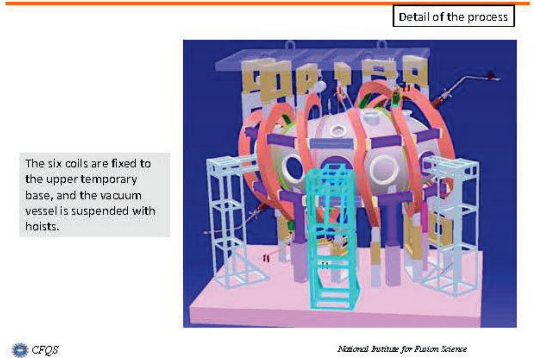 Detail of the process
The six coils are fixed to
the upper temporary
base, and the vacuum
vessel is suspended with
hoists.
CFQS
National Institute for Fusion Science